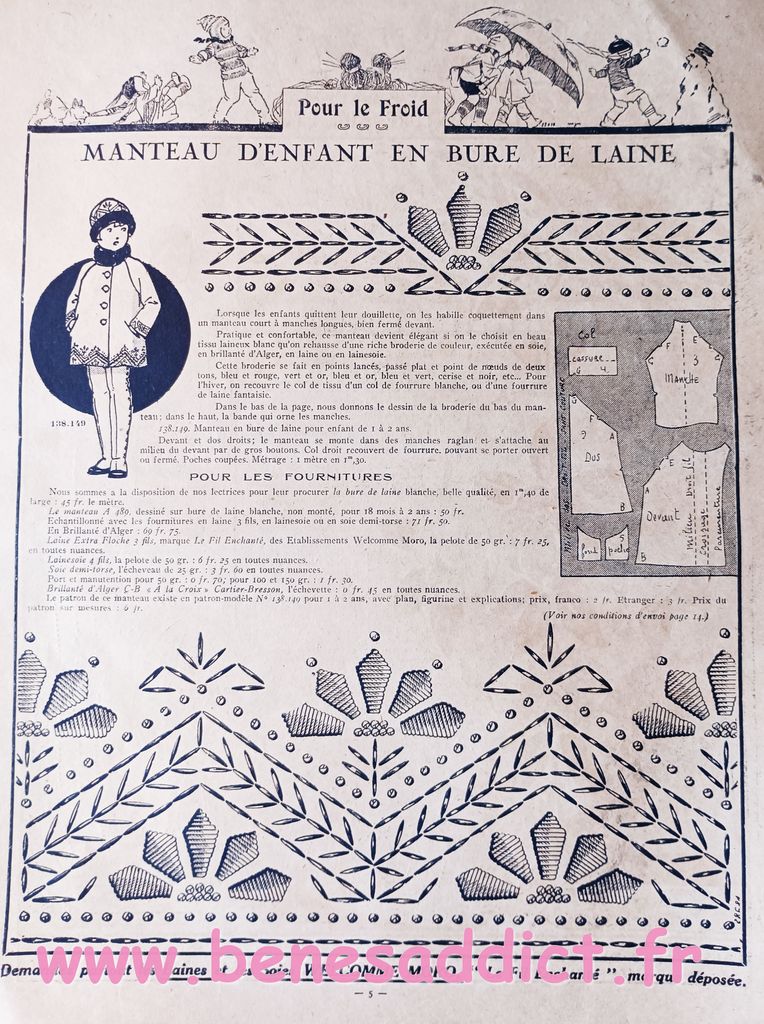 Pour le Froid
MANTEAU D'ENFANT EN BURE DE LAINE
Lorsque les enfants quittent leur douillette, on les habille coquettement dans
un manteau court à manches longues, bien fermé devant.
Pratique et confortable, ce manteau devient élégant si on le choisit en beau
tissu laineux blanc qu'on rehausse d'une riche broderie de couleur, exécutée en soie,
en brillanté d'Alger, en laine ou en lainesoie.
Cette broderie se fait en points lancés, passé plat et point de nœuds de deux
tons, bleu et rouge, vert et or, bleu et or, bleu et vert, cerise et noir, etc... Pour
l'hiver, on recouvre le col de tissu d'un col de fourrure blanche, ou d'une fourrure
de laine fantaisie.
Dans le bas de la page, nous donnons le dessin de la broderie du bas du man-
teau; dans le haut, la bande qui orne les manches.
138.149. Manteau en bure de laine pour enfant de 1 à 2 ans.
Devant et dos droits; le manteau se monte dans des manches raglan et s'attache au
milieu du devant par de gros boutons. Col droit recouvert de fourrure, pouvant se porter ouvert
ou fermé. Poches coupées. Métrage : 1 mètre en 1m,30.
138.149
POUR LES FOURNITURES
Nous sommes a la disposition de nos lectrices pour leur procurer la bure de laine blanche, belle qualité, en 1m,40 de
large : 45 fr. le mètre.
Le manteau A 489, dessiné sur bure de laine blanche, non monté, pour 18 mois à 2 ans : 50 fr.
Echantillonné avec les fournitures en laine 3 fils, en lainesoie ou en soie demi-torse : 71 fr. 50.
En Brillanté d'Alger : 69 fr. 75.
Laine Extra Floche 3 fils, marque Le Fil Enchanté, des Etablissements Welcomme Moro, la pelote de 50 gr. : 7 fr. 25,
en toutes nuances.
Lainesoie 4 fils, la pelote de 50 gr. : 6 fr. 25 en toutes nuances.
Soie demi-torse, l'écheveau de 25 gr. : 3 fr. 60 en toutes nuances.
Port et manutention pour 50 gr. : 0 fr. 70; pour 100 et 150 gr. : 1 fr. 30.
Brillanté d'Alger C-B « A la Croix » Cartier-Bresson, l'échevette : 0 fr. 45 en toutes nuances.
Le patron de ce manteau existe en patron-modèle N° 138.149 pour 1 à 2 ans, avec plan, figurine et explications; prix, franco : 2 fr. Etranger : 3 fr. Prix du
patron sur mesures : 6 fr.
(Voir nos conditions d'envoi page 14.)
Col
cassure
4
F E
3
Manche
F
2
A
Dos
B
E
A
Devant
B
Milieu
Droit fil
Croisage
Parementure
fond
5
poche
www.benesaddict.fr
marque déposée.
— 5 —